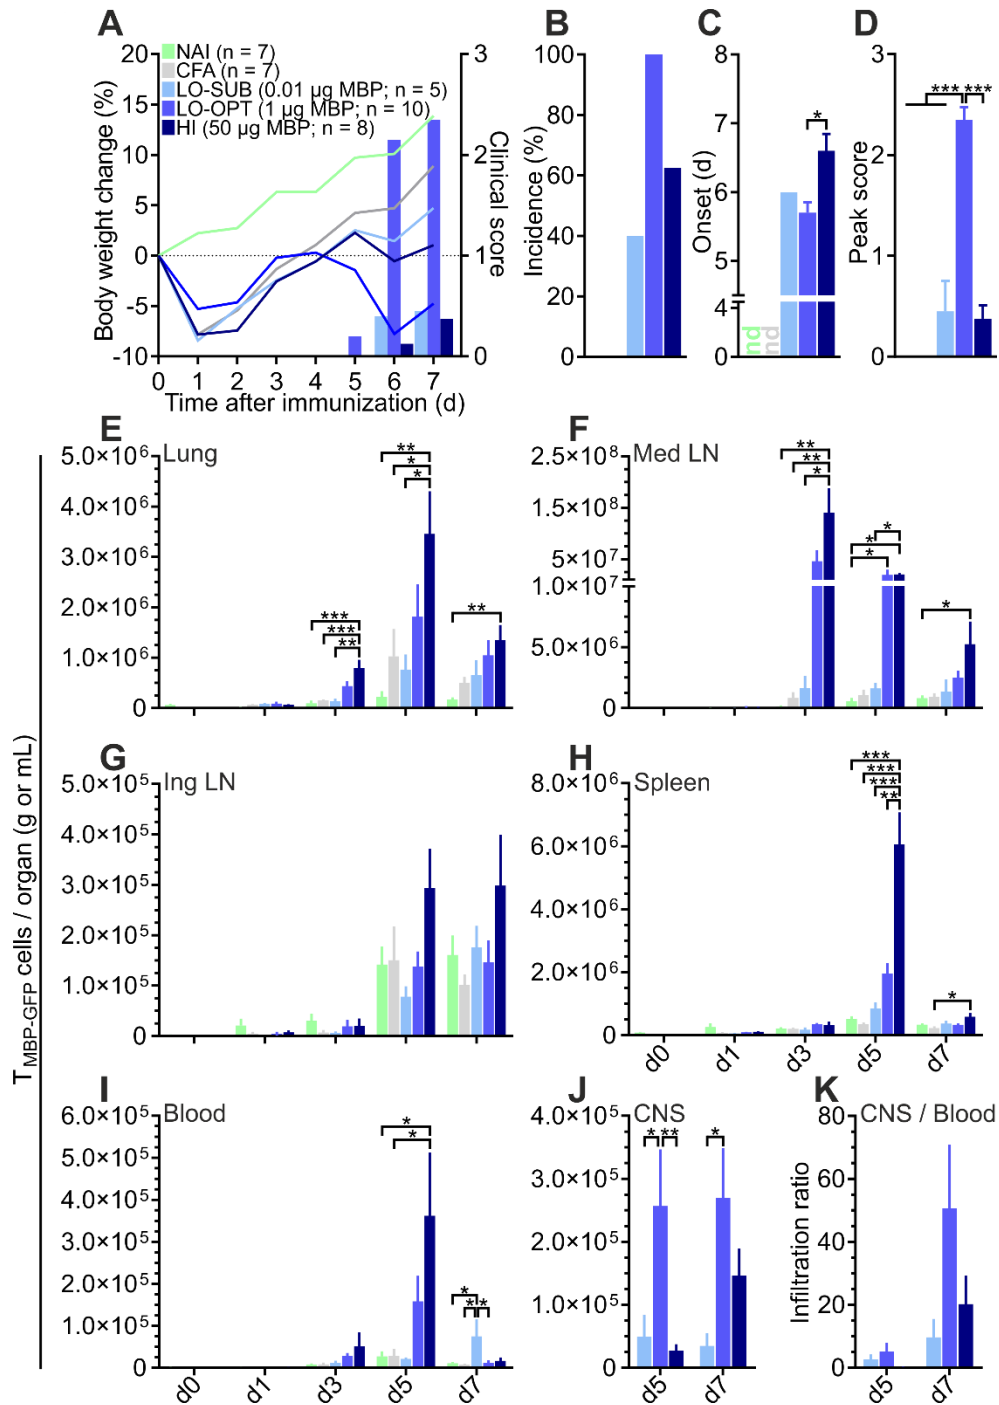 A
NAI (n = 7)
CFA (n = 7)
LO-SUB (0.01 µg MBP; n = 5)
LO-OPT (1 µg MBP; n = 10)
HI (50 µg MBP; n = 8)
Body weight change (%)
20
15
10
5
0
-5
-10
Clinical score
3
2
1
0
0 1 2 3 4 5 6 7
Time after immunization (d)
B
Incidence (%)
100
80
60
40
20
0
C
Onset (d)
8
7
6
5
4
0
nd
nd
*
D
Peak score
3
2
1
0
*** ***
T_MBP-GFP cells / organ (g or mL)
E
Lung
5.0×10⁶
4.0×10⁶
3.0×10⁶
2.0×10⁶
1.0×10⁶
0
***
***
**
**
*
*
**
F
Med LN
2.5×10⁸
1.5×10⁸
5×10⁷
1.0×10⁷
5.0×10⁶
0
**
**
*
*
*
*
*
G
Ing LN
5.0×10⁵
4.0×10⁵
3.0×10⁵
2.0×10⁵
1.0×10⁵
0
H
Spleen
8.0×10⁶
6.0×10⁶
4.0×10⁶
2.0×10⁶
0
***
***
***
**
*
d0 d1 d3 d5 d7
I
Blood
6.0×10⁵
5.0×10⁵
4.0×10⁵
3.0×10⁵
2.0×10⁵
1.0×10⁵
0
*
*
*
* *
d0 d1 d3 d5 d7
J
CNS
4.0×10⁵
3.0×10⁵
2.0×10⁵
1.0×10⁵
0
* ** *
d5 d7
K
CNS / Blood
Infiltration ratio
80
60
40
20
0
d5 d7